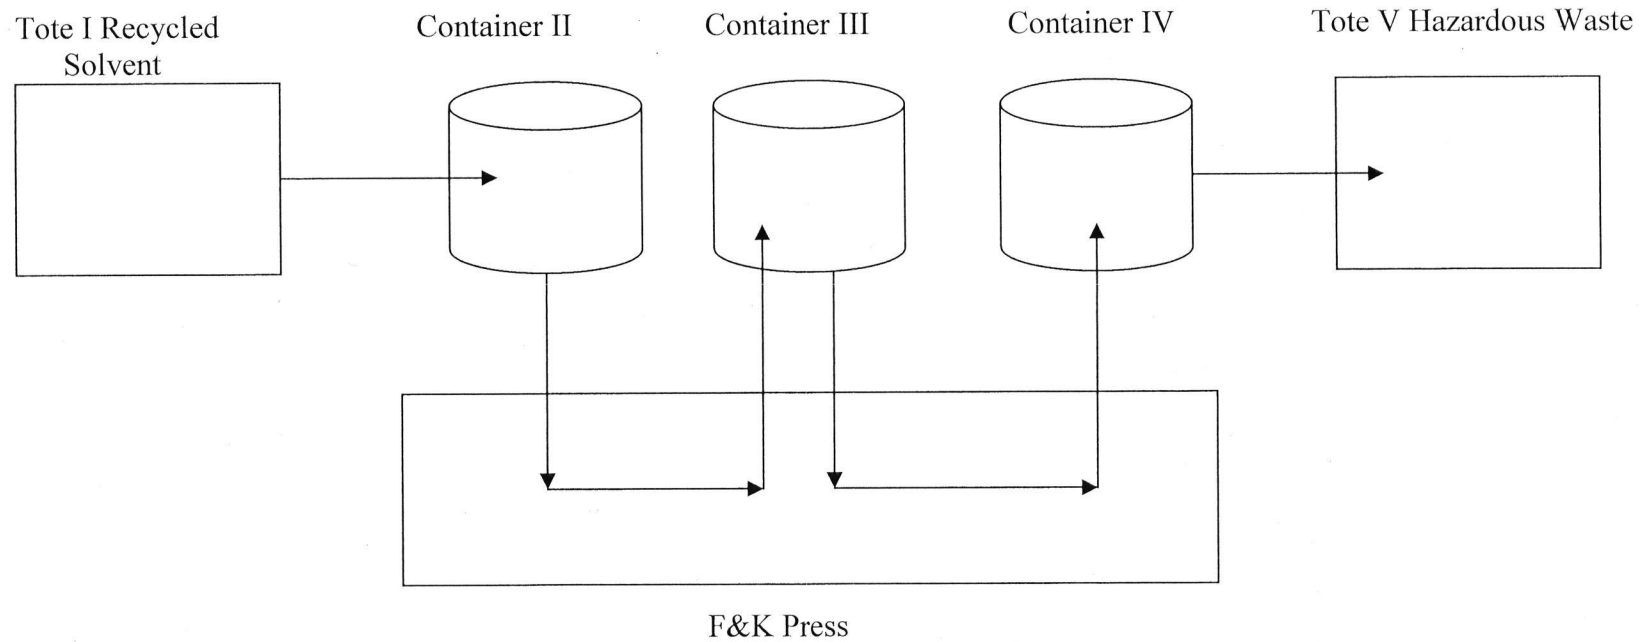 Tote I Recycled
Solvent
Container II
Container III
Container IV
Tote V Hazardous Waste
F&K Press